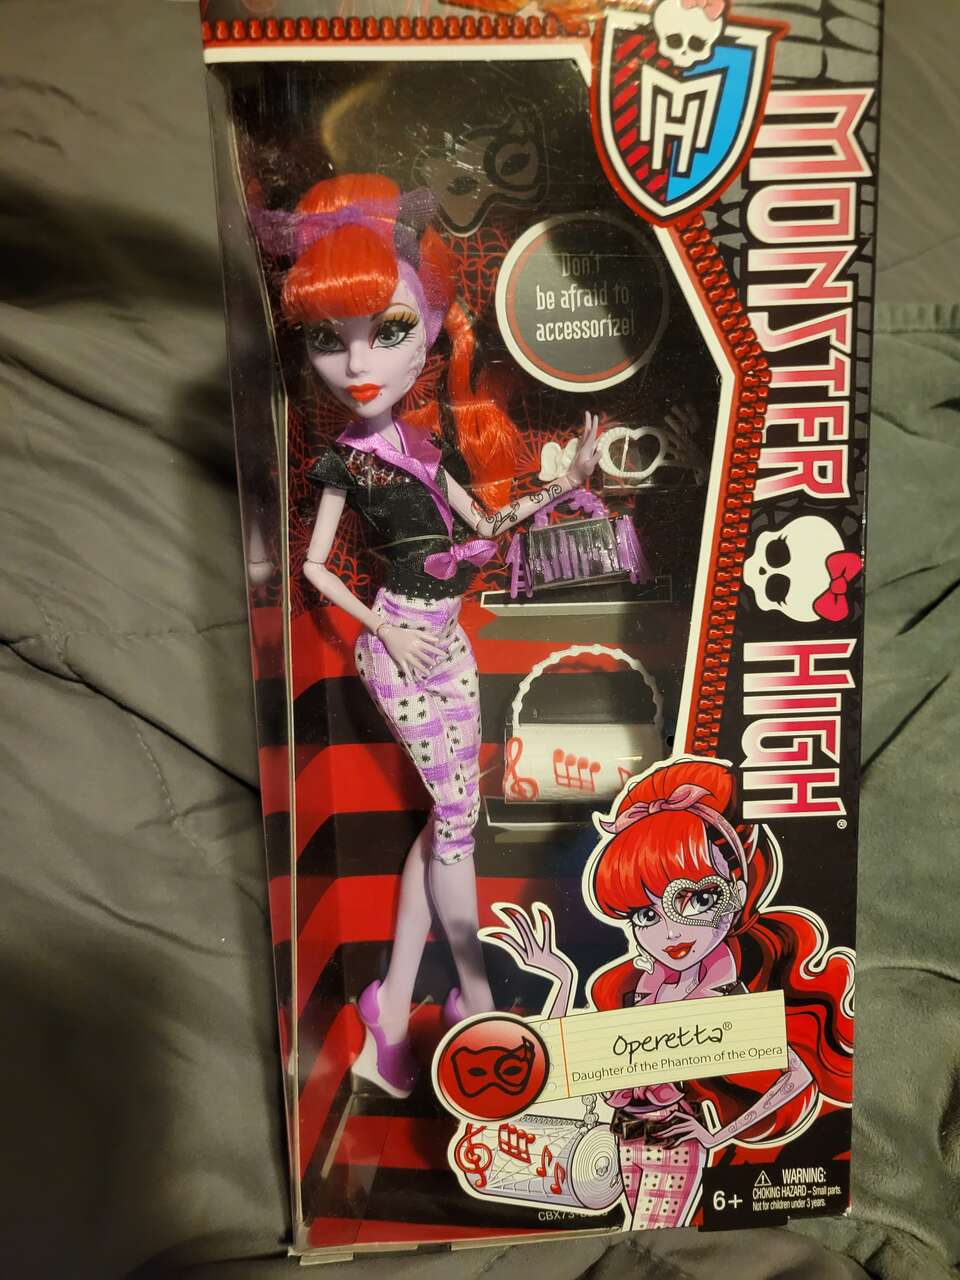 MH
MONSTER HIGH®
Don't
be afraid to
accessorize!
Operetta®
Daughter of the Phantom of the Opera
6+
WARNING:
CHOKING HAZARD – Small parts.
Not for children under 3 years.